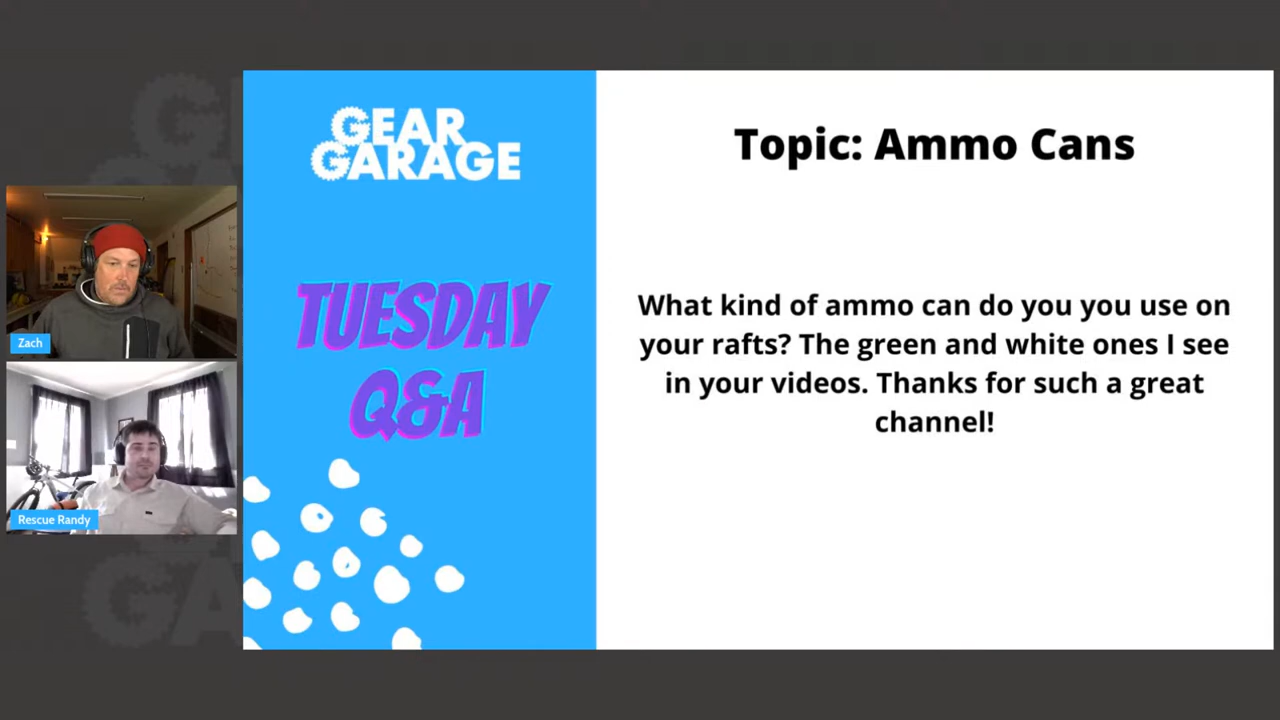 GEAR
GARAGE
TUESDAY
Q&A
Topic: Ammo Cans
What kind of ammo can do you you use on
your rafts? The green and white ones I see
in your videos. Thanks for such a great
channel!
Zach
Rescue Randy